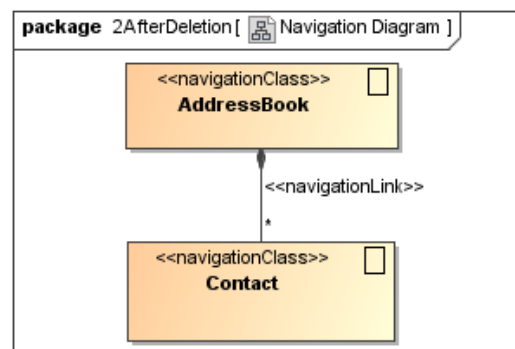 package 2AfterDeletion [ Navigation Diagram ]
<<navigationClass>>
AddressBook
<<navigationLink>>
*
<<navigationClass>>
Contact